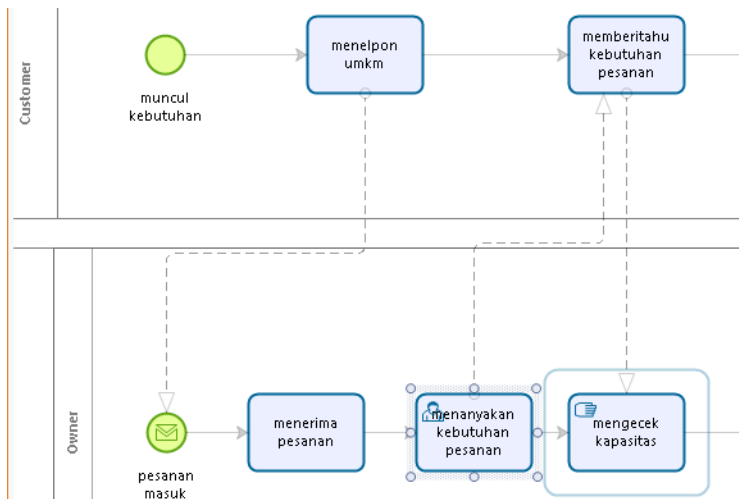 Customer
muncul
kebutuhan
menelpon
umkm
memberitahu
kebutuhan
pesanan
Owner
pesanan
masuk
menerima
pesanan
menanyakan
kebutuhan
pesanan
mengecek
kapasitas